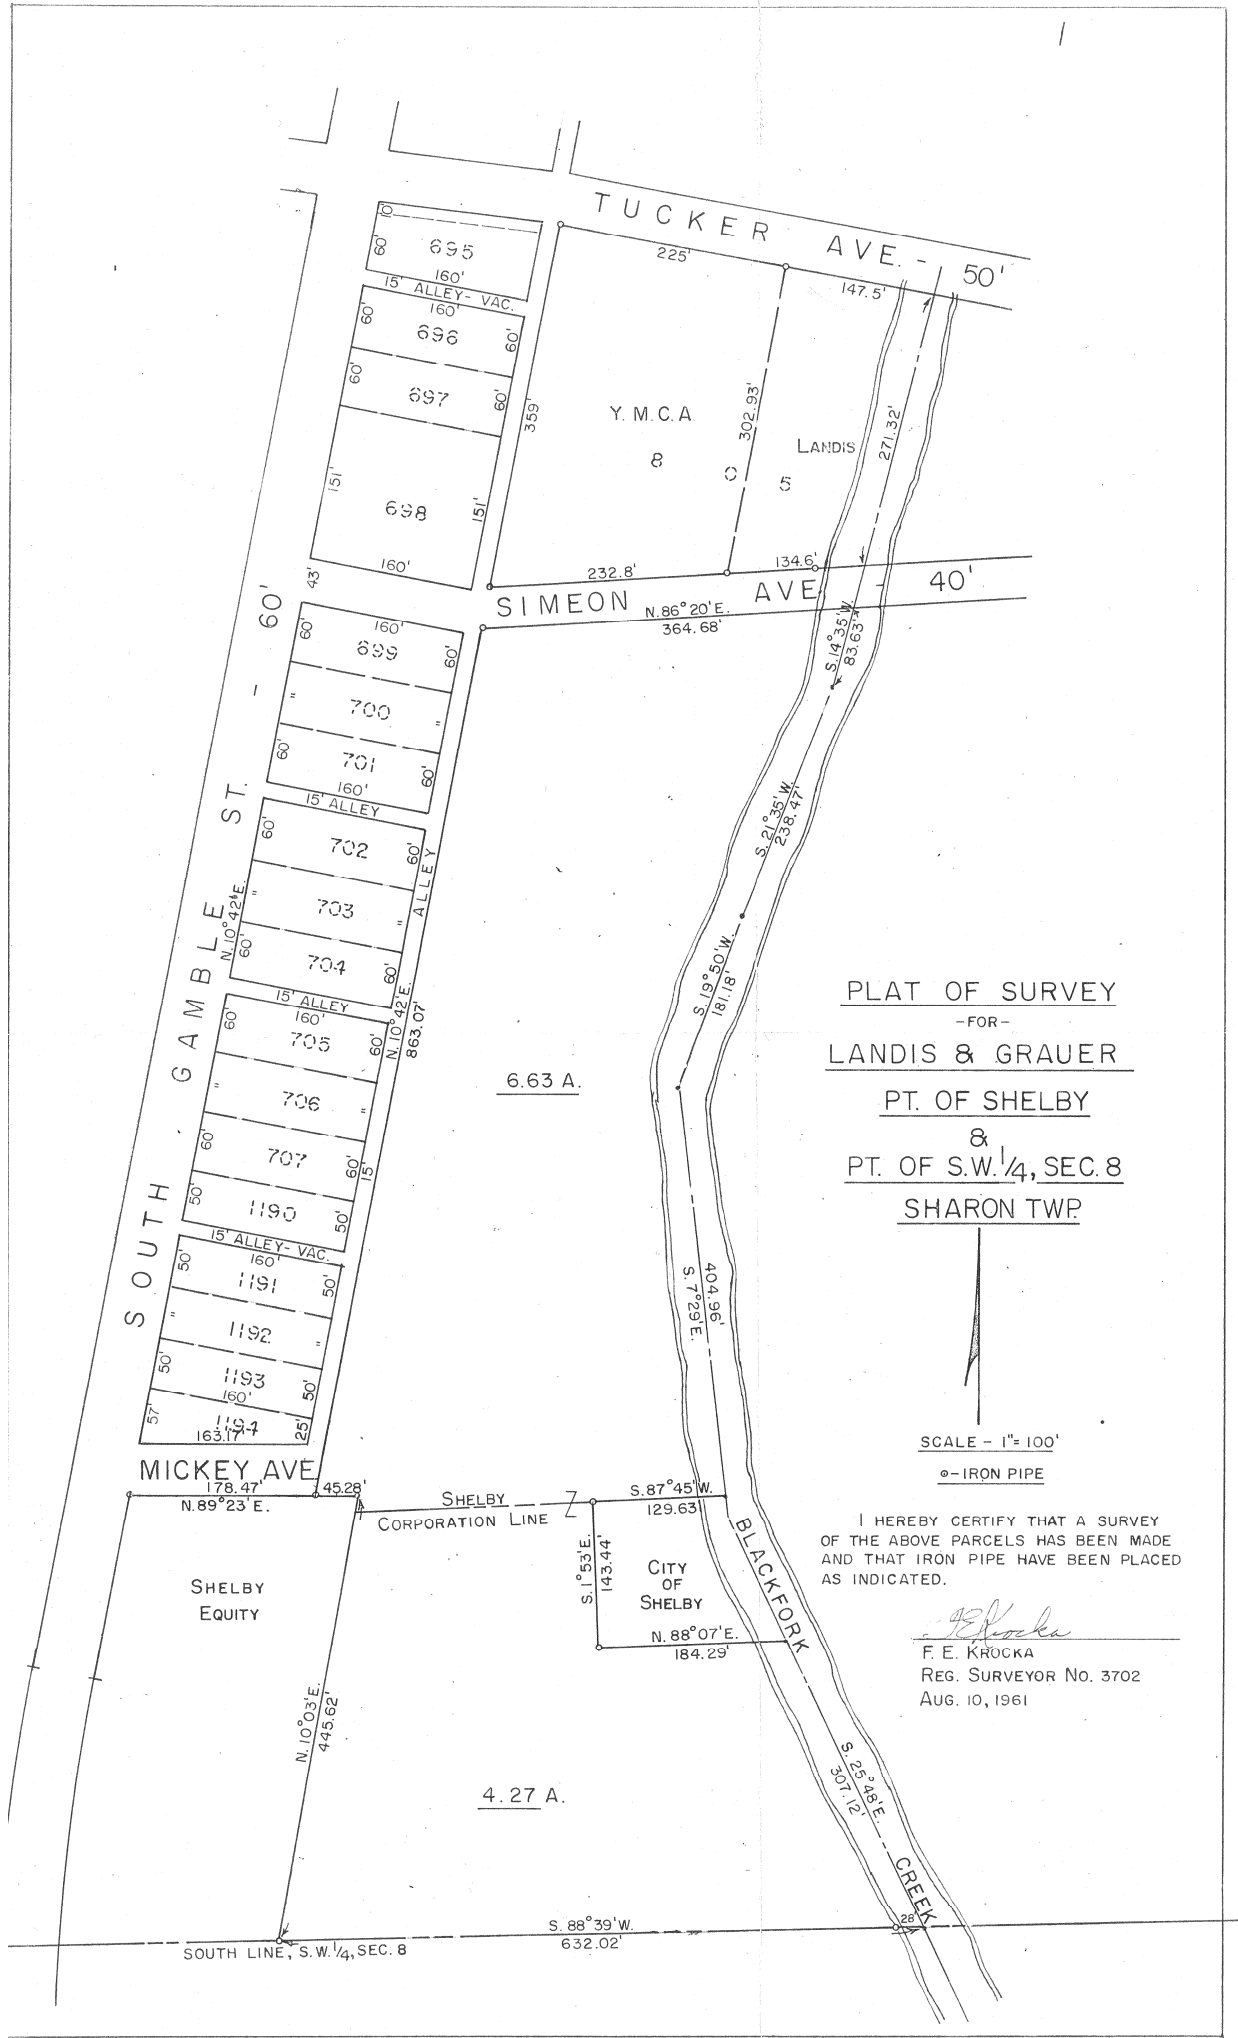 TUCKER AVE. - 50'
225'
147.5'
10'
60'
695
160'
15' ALLEY - VAC.
160'
60'
696
60'
60'
697
60'
359'
Y. M. C. A.
302.93'
LANDIS
271.32'
8 0 5
151'
698
151'
160'
43'
232.8'
134.6'
SIMEON AVE. 40'
N. 86° 20' E.
364.68'
S. 14° 35' W.
83.63'
60'
160'
60'
699
60'
"
700
"
60'
701
60'
160'
15' ALLEY
60'
702
60'
"
703
"
60'
704
60'
N. 10° 42' E.
ALLEY
15' ALLEY
160'
60'
705
60'
N. 10° 42' E.
863.07'
"
706
"
60'
707
60'
15'
50'
1190
50'
15' ALLEY - VAC.
160'
50'
1191
50'
"
1192
"
50'
1193
50'
160'
57'
1194
25'
163.17'
SOUTH GAMBLE ST. - 60'
S. 21° 35' W.
238.47'
S. 19° 50' W.
181.18'
6.63 A.
404.96'
S. 7° 29' E.
PLAT OF SURVEY
-FOR-
LANDIS & GRAUER
PT. OF SHELBY
&
PT. OF S.W. 1/4, SEC. 8
SHARON TWP.
SCALE - 1" = 100'
⊙ - IRON PIPE
I HEREBY CERTIFY THAT A SURVEY
OF THE ABOVE PARCELS HAS BEEN MADE
AND THAT IRON PIPE HAVE BEEN PLACED
AS INDICATED.
F.E. Krocka
F. E. KROCKA
REG. SURVEYOR NO. 3702
AUG. 10, 1961
MICKEY AVE
178.47'
45.28'
N. 89° 23' E.
SHELBY
CORPORATION LINE
S. 87° 45' W.
129.63'
S. 1° 53' E.
143.44'
CITY
OF
SHELBY
N. 88° 07' E.
184.29'
BLACKFORK
CREEK
SHELBY
EQUITY
N. 10° 03' E.
445.62'
4.27 A.
S. 25° 48' E.
307.12'
28'
S. 88° 39' W.
632.02'
SOUTH LINE, S.W. 1/4, SEC. 8